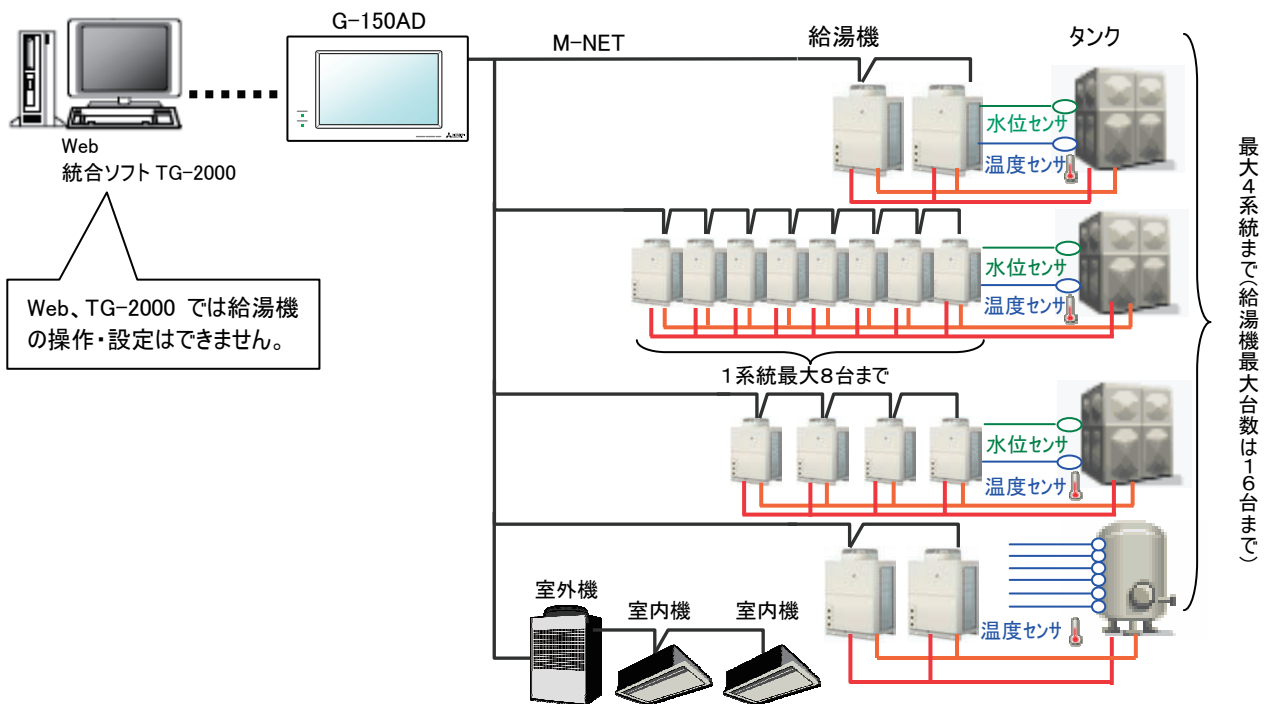 G-150AD
M-NET
給湯機
タンク
Web
統合ソフト TG-2000
Web、TG-2000 では給湯機
の操作・設定はできません。
水位センサ
温度センサ
水位センサ
温度センサ
1系統最大8台まで
水位センサ
温度センサ
温度センサ
室外機
室内機
室内機
最大4系統まで(給湯機最大台数は16台まで)